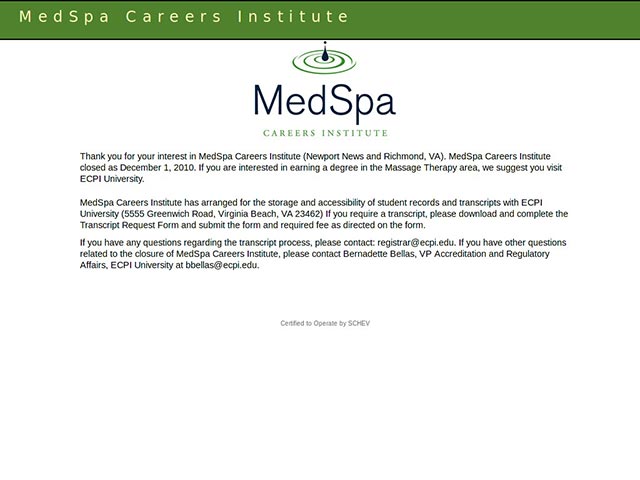 MedSpa Careers Institute
MedSpa
CAREERS INSTITUTE
Thank you for your interest in MedSpa Careers Institute (Newport News and Richmond, VA). MedSpa Careers Institute
closed as December 1, 2010. If you are interested in earning a degree in the Massage Therapy area, we suggest you visit
ECPI University.
MedSpa Careers Institute has arranged for the storage and accessibility of student records and transcripts with ECPI
University (5555 Greenwich Road, Virginia Beach, VA 23462) If you require a transcript, please download and complete the
Transcript Request Form and submit the form and required fee as directed on the form.
If you have any questions regarding the transcript process, please contact: registrar@ecpi.edu. If you have other questions
related to the closure of MedSpa Careers Institute, please contact Bernadette Bellas, VP Accreditation and Regulatory
Affairs, ECPI University at bbellas@ecpi.edu.
Certified to Operate by SCHEV